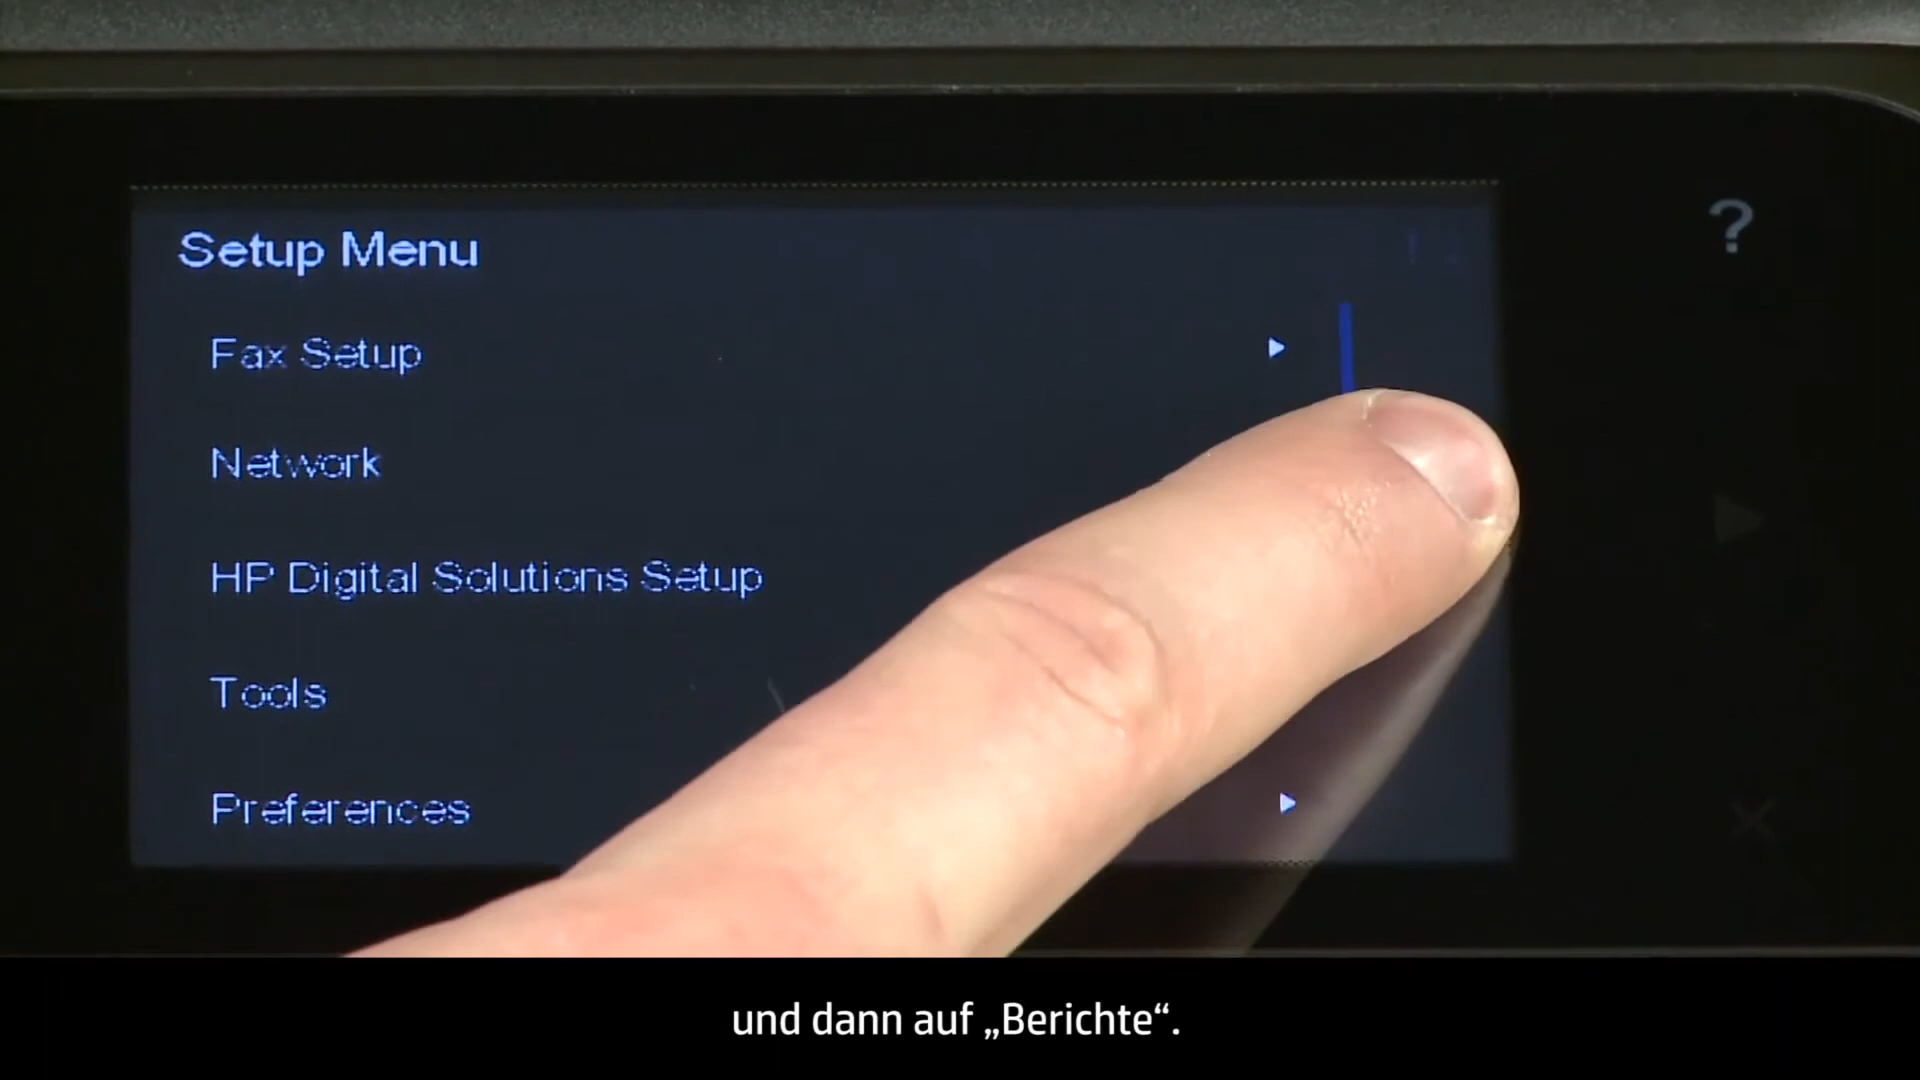 Setup Menu
?
Fax Setup
Network
HP Digital Solutions Setup
Tools
Preferences
und dann auf „Berichte“.